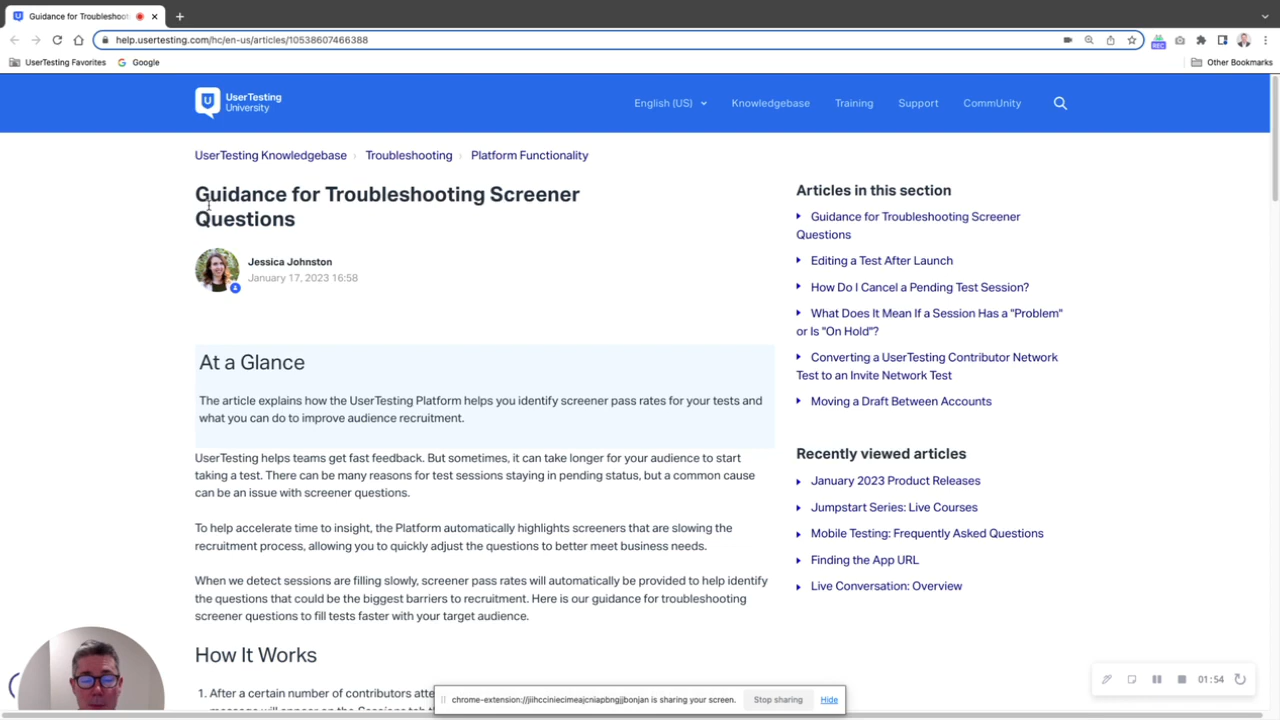 Guidance for Troubleshoot
help.usertesting.com/hc/en-us/articles/10538607466388
REC
UserTesting Favorites
Google
Other Bookmarks
UserTesting
University
English (US)
Knowledgebase
Training
Support
CommUnity
UserTesting Knowledgebase
Troubleshooting
Platform Functionality
Guidance for Troubleshooting Screener
Questions
Jessica Johnston
January 17, 2023 16:58
At a Glance
The article explains how the UserTesting Platform helps you identify screener pass rates for your tests and
what you can do to improve audience recruitment.
UserTesting helps teams get fast feedback. But sometimes, it can take longer for your audience to start
taking a test. There can be many reasons for test sessions staying in pending status, but a common cause
can be an issue with screener questions.
To help accelerate time to insight, the Platform automatically highlights screeners that are slowing the
recruitment process, allowing you to quickly adjust the questions to better meet business needs.
When we detect sessions are filling slowly, screener pass rates will automatically be provided to help identify
the questions that could be the biggest barriers to recruitment. Here is our guidance for troubleshooting
screener questions to fill tests faster with your target audience.
How It Works
1. After a certain number of contributors atte
Articles in this section
Guidance for Troubleshooting Screener
Questions
Editing a Test After Launch
How Do I Cancel a Pending Test Session?
What Does It Mean If a Session Has a "Problem"
or Is "On Hold"?
Converting a UserTesting Contributor Network
Test to an Invite Network Test
Moving a Draft Between Accounts
Recently viewed articles
January 2023 Product Releases
Jumpstart Series: Live Courses
Mobile Testing: Frequently Asked Questions
Finding the App URL
Live Conversation: Overview
01:54
chrome-extension://jiihcciniecimeajcniapbngjjbonjan is sharing your screen.
Stop sharing
Hide